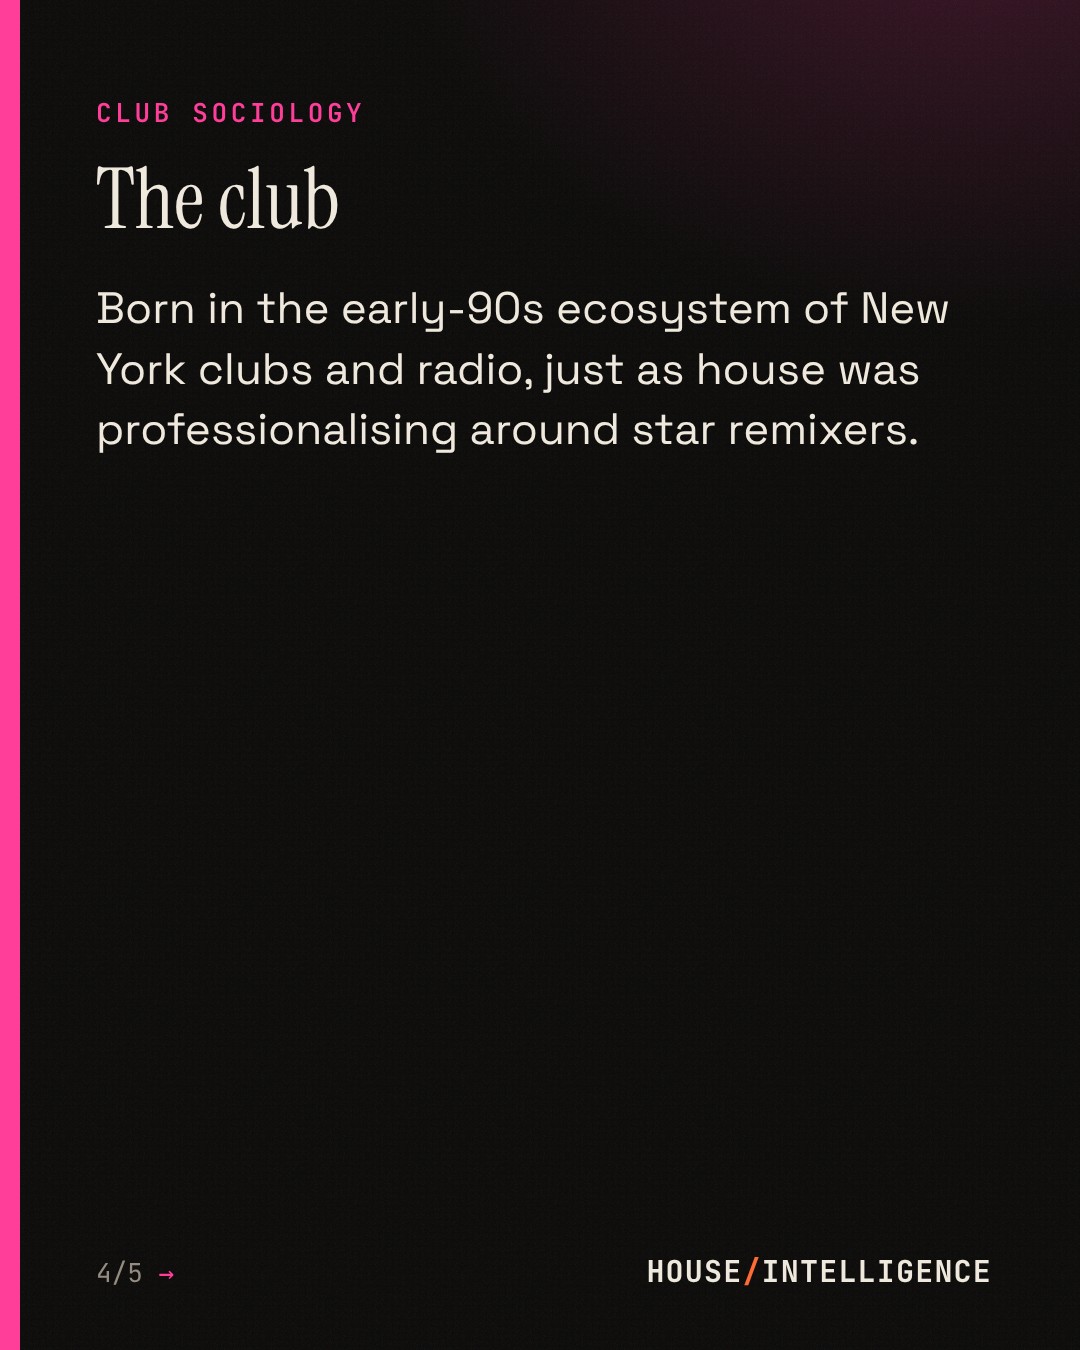 CLUB SOCIOLOGY
The club
Born in the early-90s ecosystem of New
York clubs and radio, just as house was
professionalising around star remixers.
4/5 →
HOUSE/INTELLIGENCE